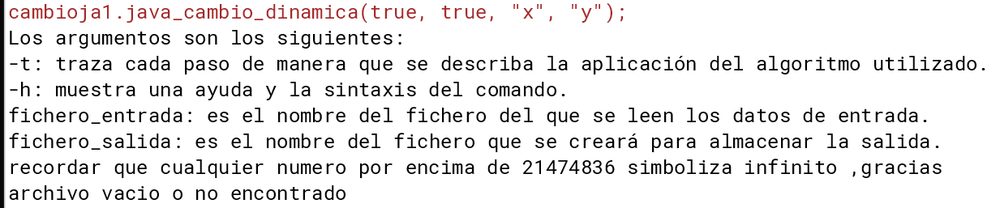 cambioja1.java_cambio_dinamica(true, true, "x", "y");
Los argumentos son los siguientes:
-t: traza cada paso de manera que se describa la aplicación del algoritmo utilizado.
-h: muestra una ayuda y la sintaxis del comando.
fichero_entrada: es el nombre del fichero del que se leen los datos de entrada.
fichero_salida: es el nombre del fichero que se creará para almacenar la salida.
recordar que cualquier numero por encima de 21474836 simboliza infinito ,gracias
archivo vacio o no encontrado